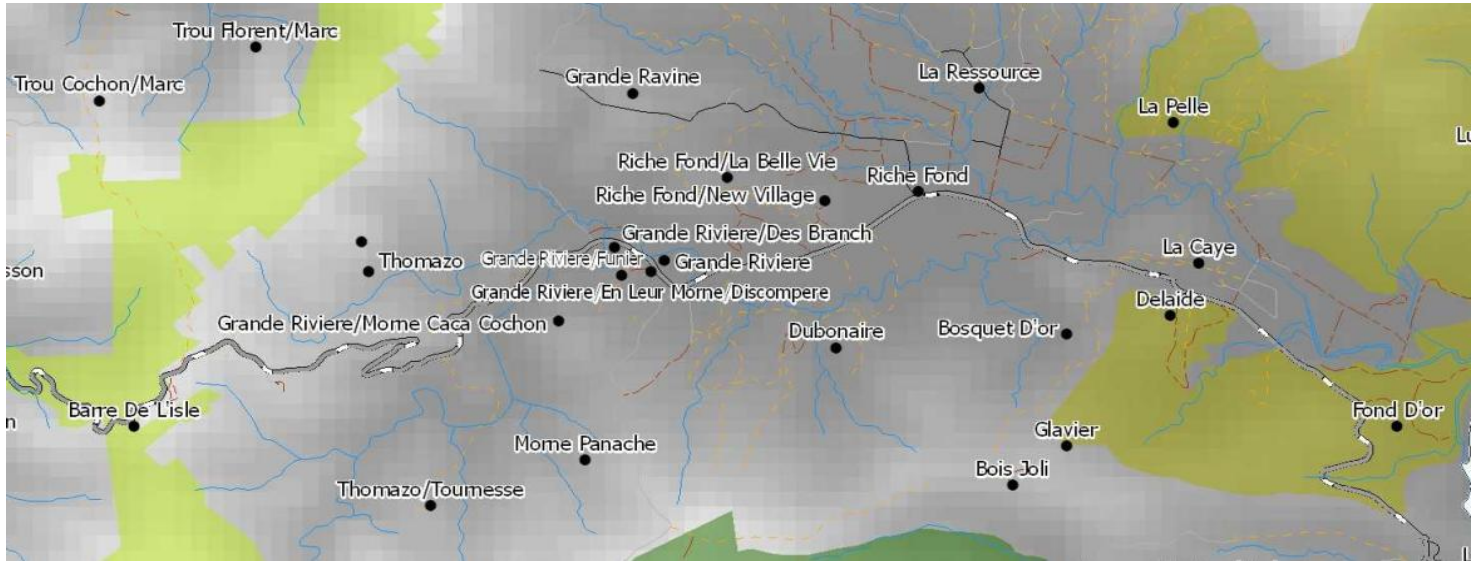 Trou Florent/Marc
Trou Cochon/Marc
Grande Ravine
La Ressource
La Pelle
Riche Fond/La Belle Vie
Riche Fond
Riche Fond/New Village
Grande Riviere/Des Branch
La Caye
sson
Thomazo
Grande Riviere/Funier
Grande Riviere
Grande Riviere/En Leur Morne/Discompere
Delaide
Grande Riviere/Morne Caca Cochon
Dubonaire
Bosquet D'or
Barre De L'isle
Fond D'or
n
Morne Panache
Glavier
Bois Joli
Thomazo/Tournesse